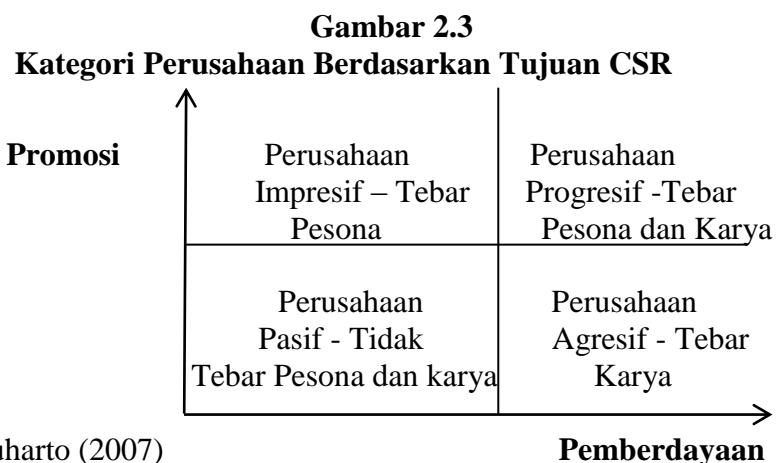 Gambar 2.3
Kategori Perusahaan Berdasarkan Tujuan CSR
Promosi
Perusahaan
Impresif – Tebar
Pesona
Perusahaan
Progresif -Tebar
Pesona dan Karya
Perusahaan
Pasif - Tidak
Tebar Pesona dan karya
Perusahaan
Agresif - Tebar
Karya
(2007)
Pemberdayaan